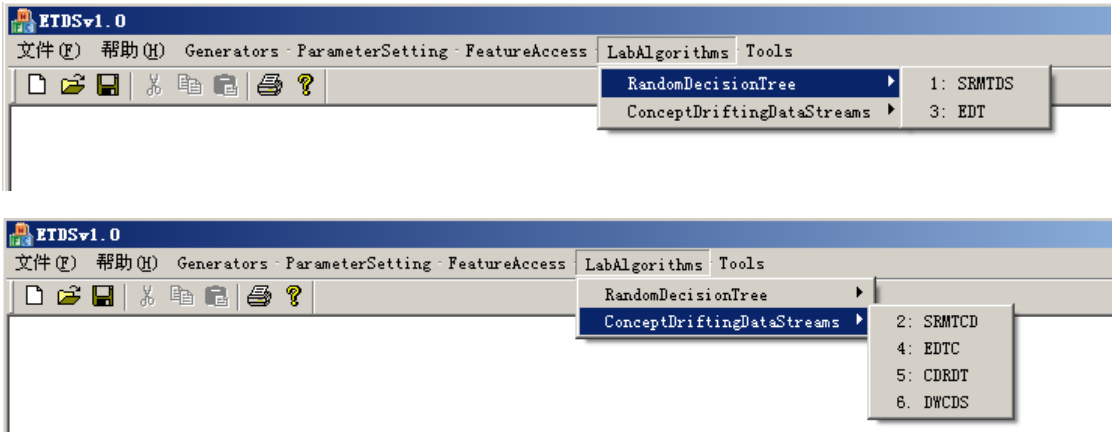 ETDSv1.0
文件(F) 帮助(H) Generators ParameterSetting FeatureAccess LabAlgorithms Tools
RandomDecisionTree 1: SRMTDS
ConceptDriftingDataStreams 3: EDT
ETDSv1.0
文件(F) 帮助(H) Generators ParameterSetting FeatureAccess LabAlgorithms Tools
RandomDecisionTree
ConceptDriftingDataStreams 2: SRMTCD
4: EDTC
5: CDRDT
6. DWCDS